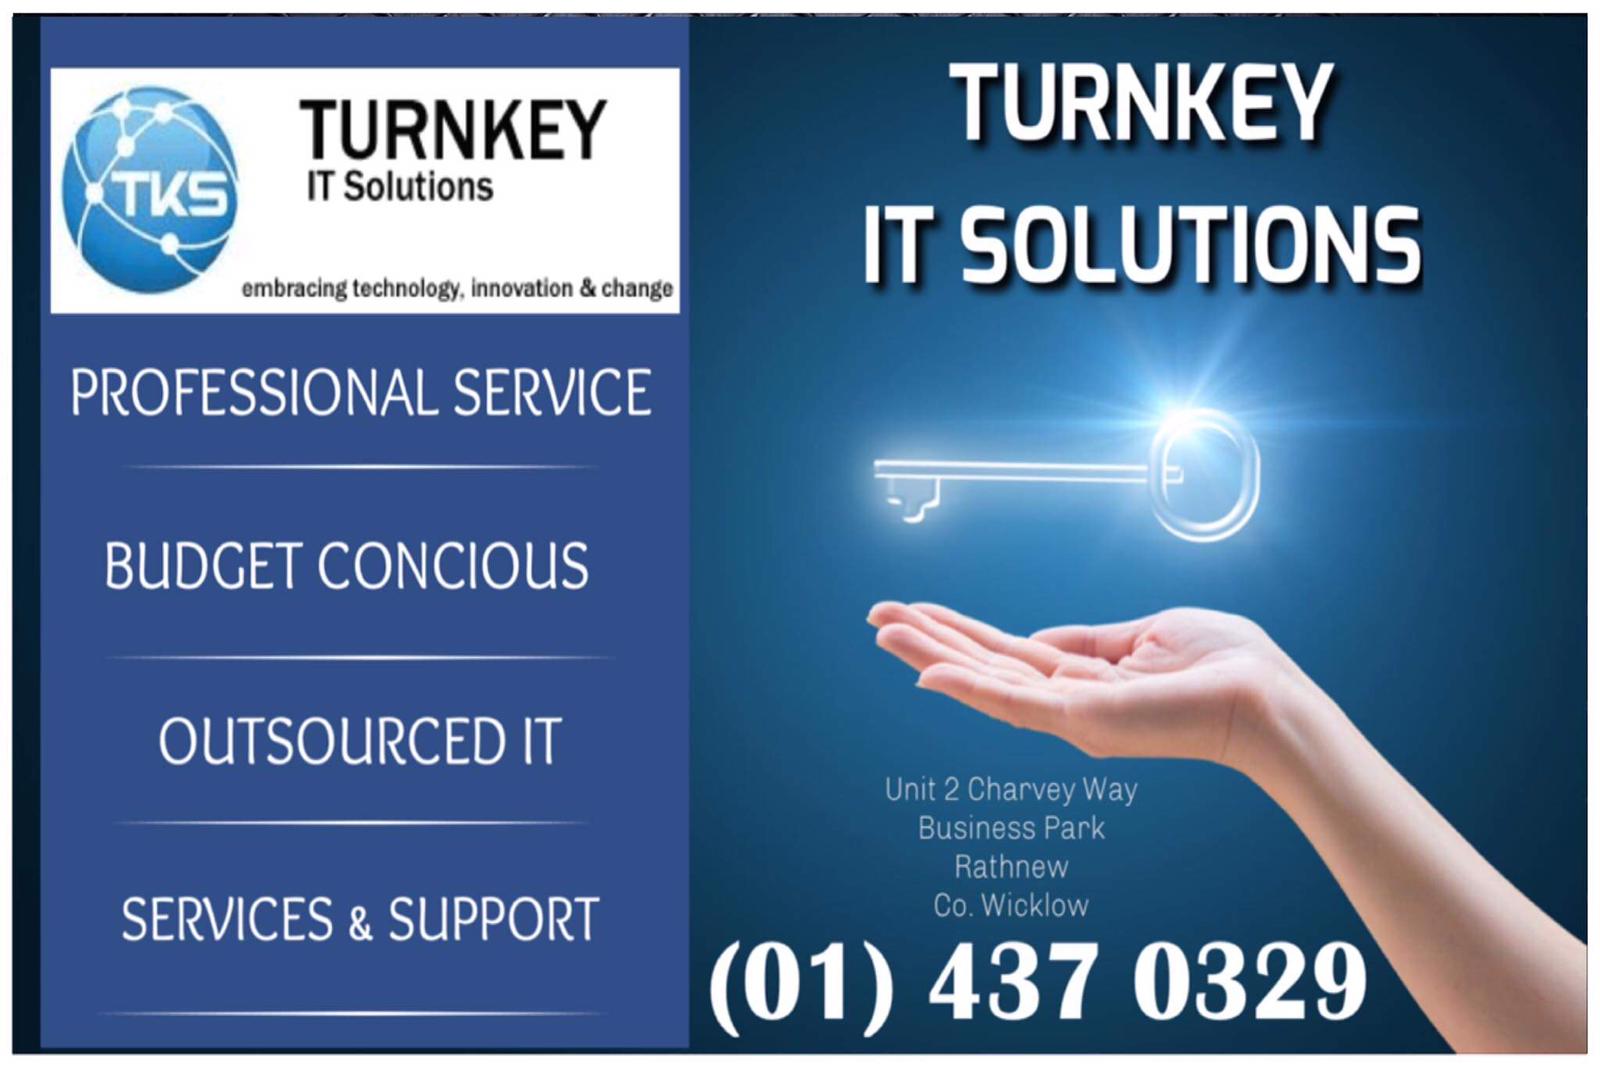 TKS
TURNKEY
IT Solutions
embracing technology, innovation & change
PROFESSIONAL SERVICE
BUDGET CONCIOUS
OUTSOURCED IT
SERVICES & SUPPORT
TURNKEY
IT SOLUTIONS
Unit 2 Charvey Way
Business Park
Rathnew
Co. Wicklow
(01) 437 0329